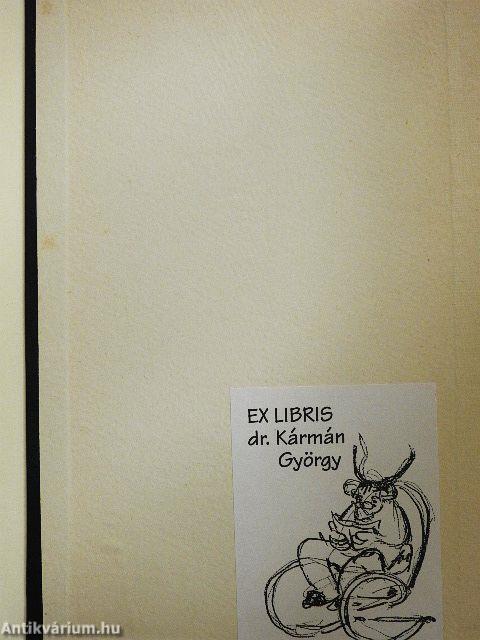 EX LIBRIS
dr. Kármán
György
Antikvárium.hu